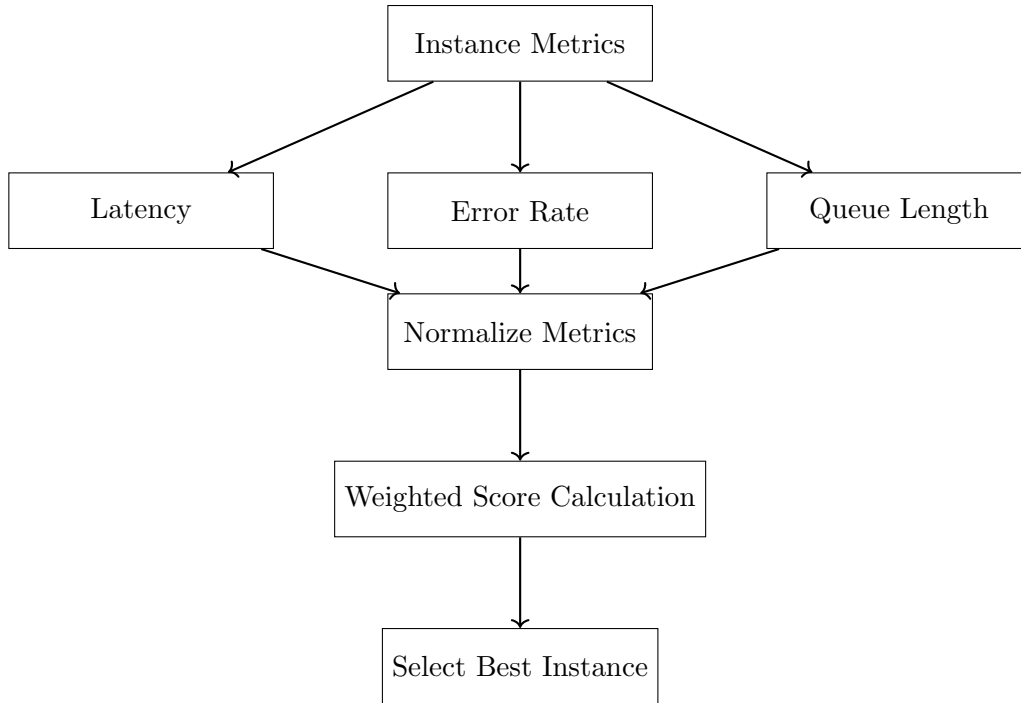 Instance Metrics
Latency
Error Rate
Queue Length
Normalize Metrics
Weighted Score Calculation
Select Best Instance